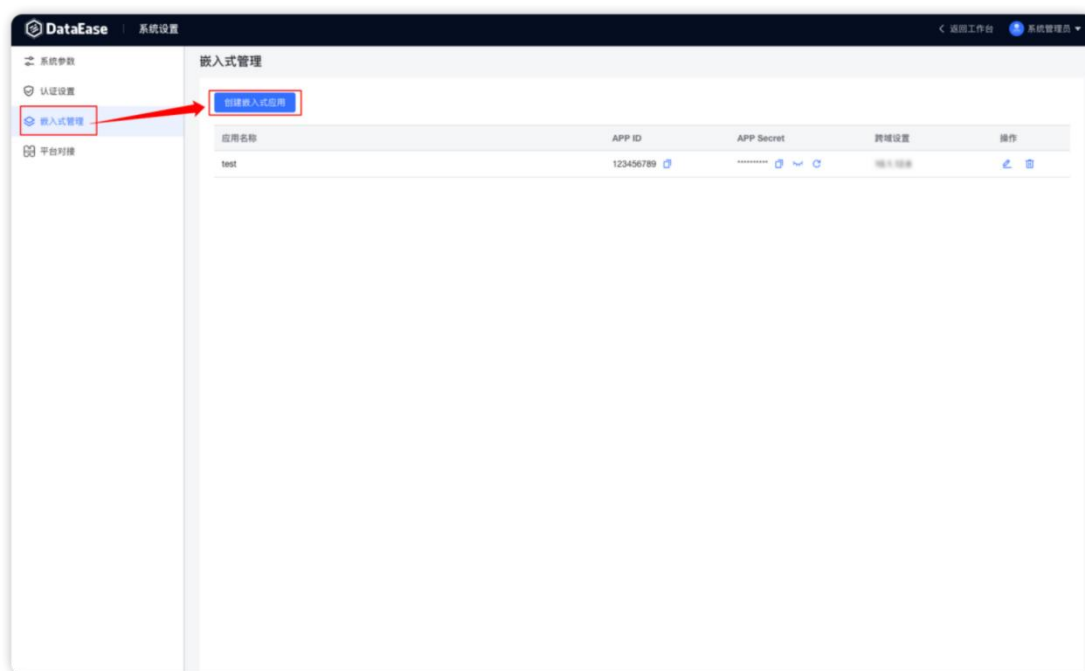 DataEase 系统设置 返回工作台 系统管理员
系统参数
认证设置
嵌入式管理
平台对接
嵌入式管理
创建嵌入式应用
应用名称 APP ID APP Secret 跨域设置 操作
test 123456789 **********